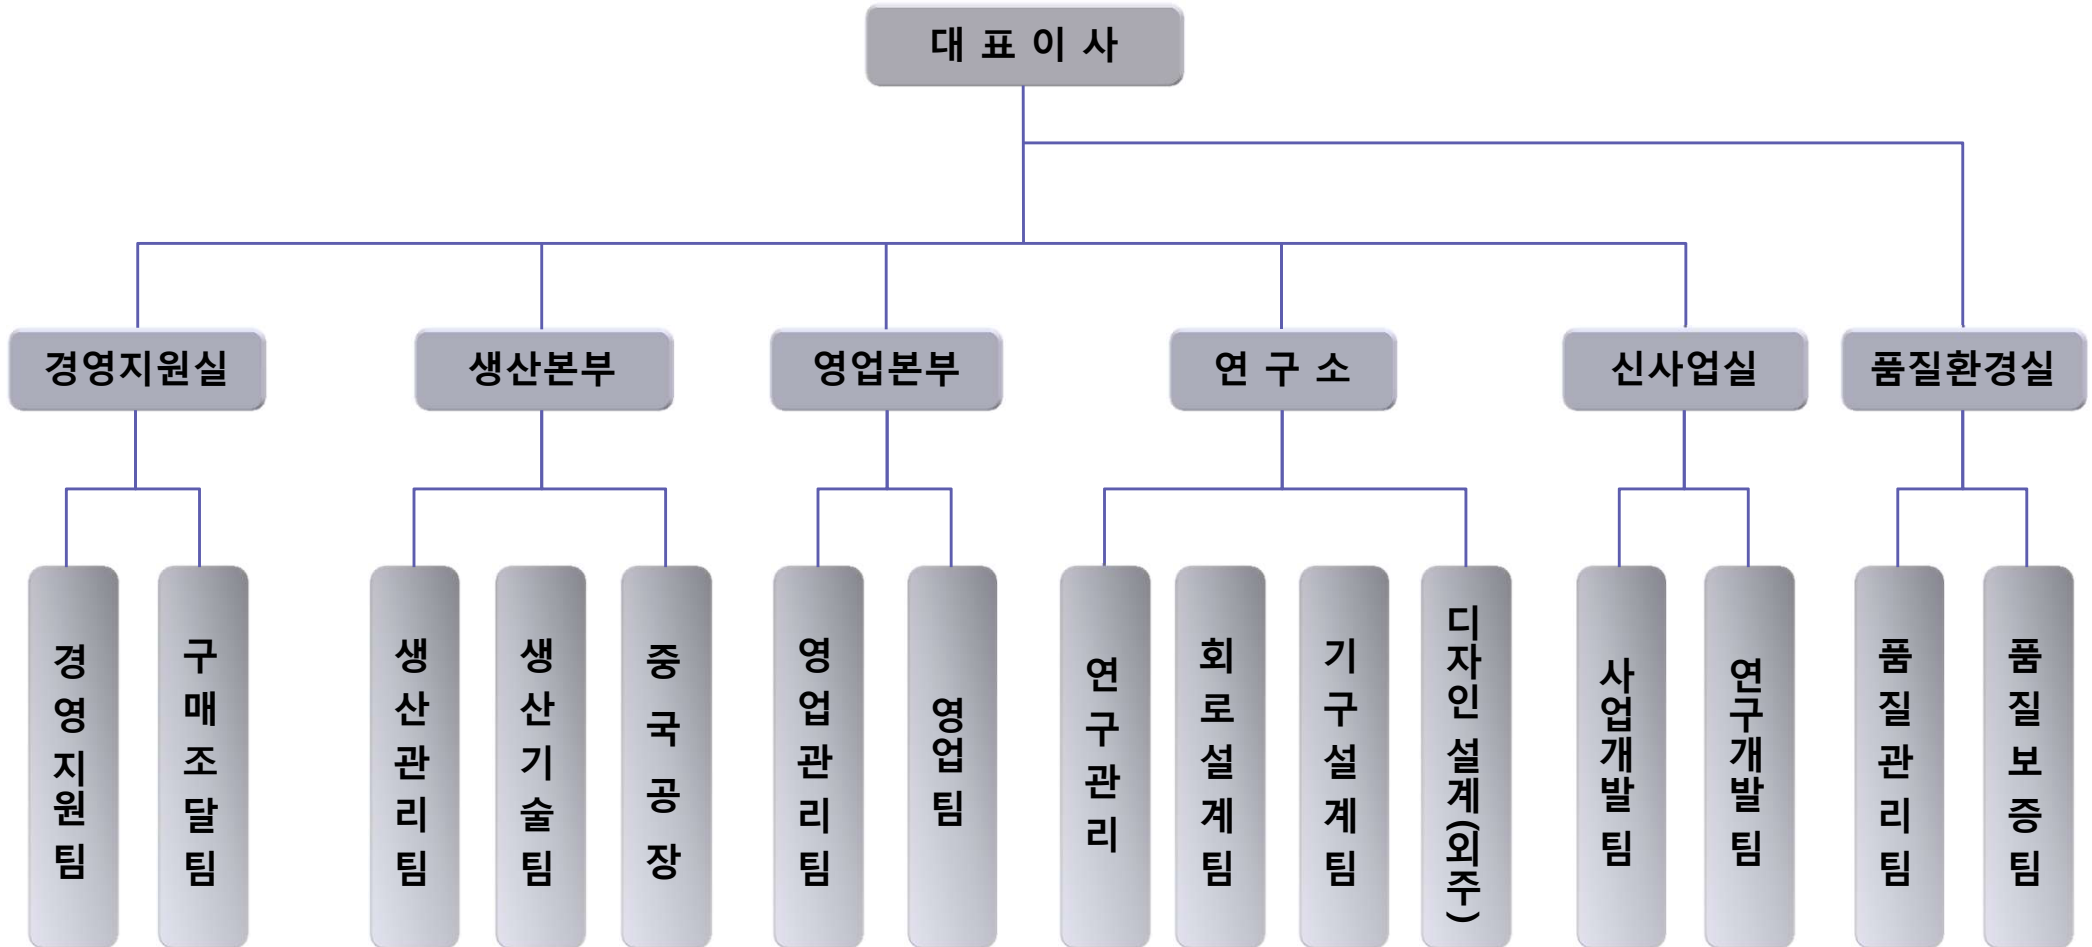 대 표 이 사
경영지원실
생산본부
영업본부
연 구 소
신사업실
품질환경실
경영지원팀
구매조달팀
생산관리팀
생산기술팀
중국공장
영업관리팀
영업팀
연구관리
회로설계팀
기구설계팀
디자인 설계(외주)
사업개발팀
연구개발팀
품질관리팀
품질보증팀